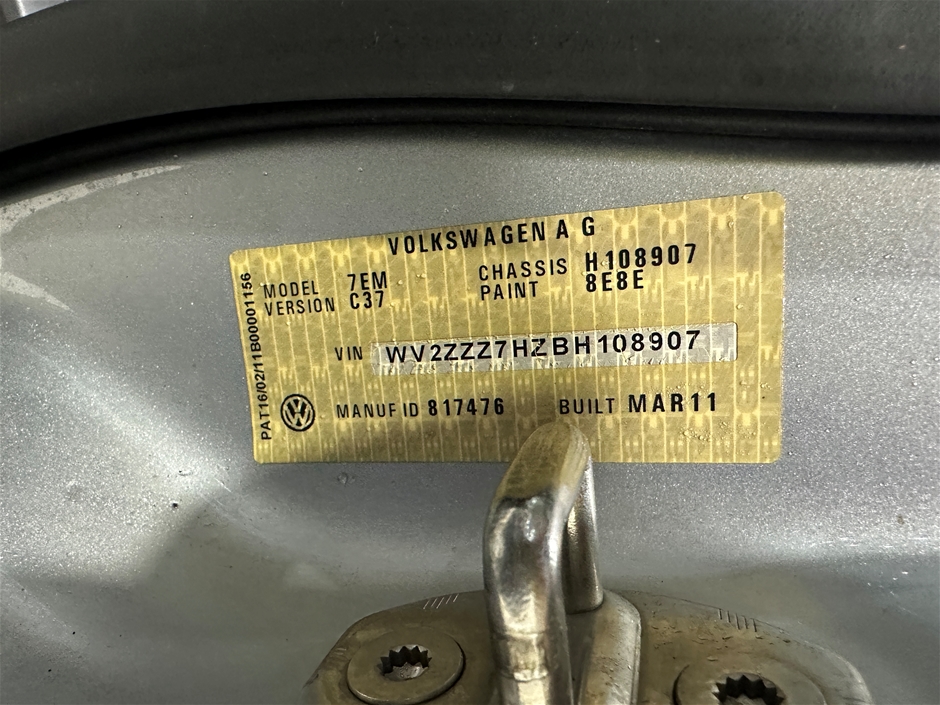 VOLKSWAGEN A G
MODEL 7EM CHASSIS H108907
VERSION C37 PAINT 8E8E
VIN WV2ZZZ7HZBH108907
MANUF ID 817476 BUILT MAR11
PAT16/02/11B00001156